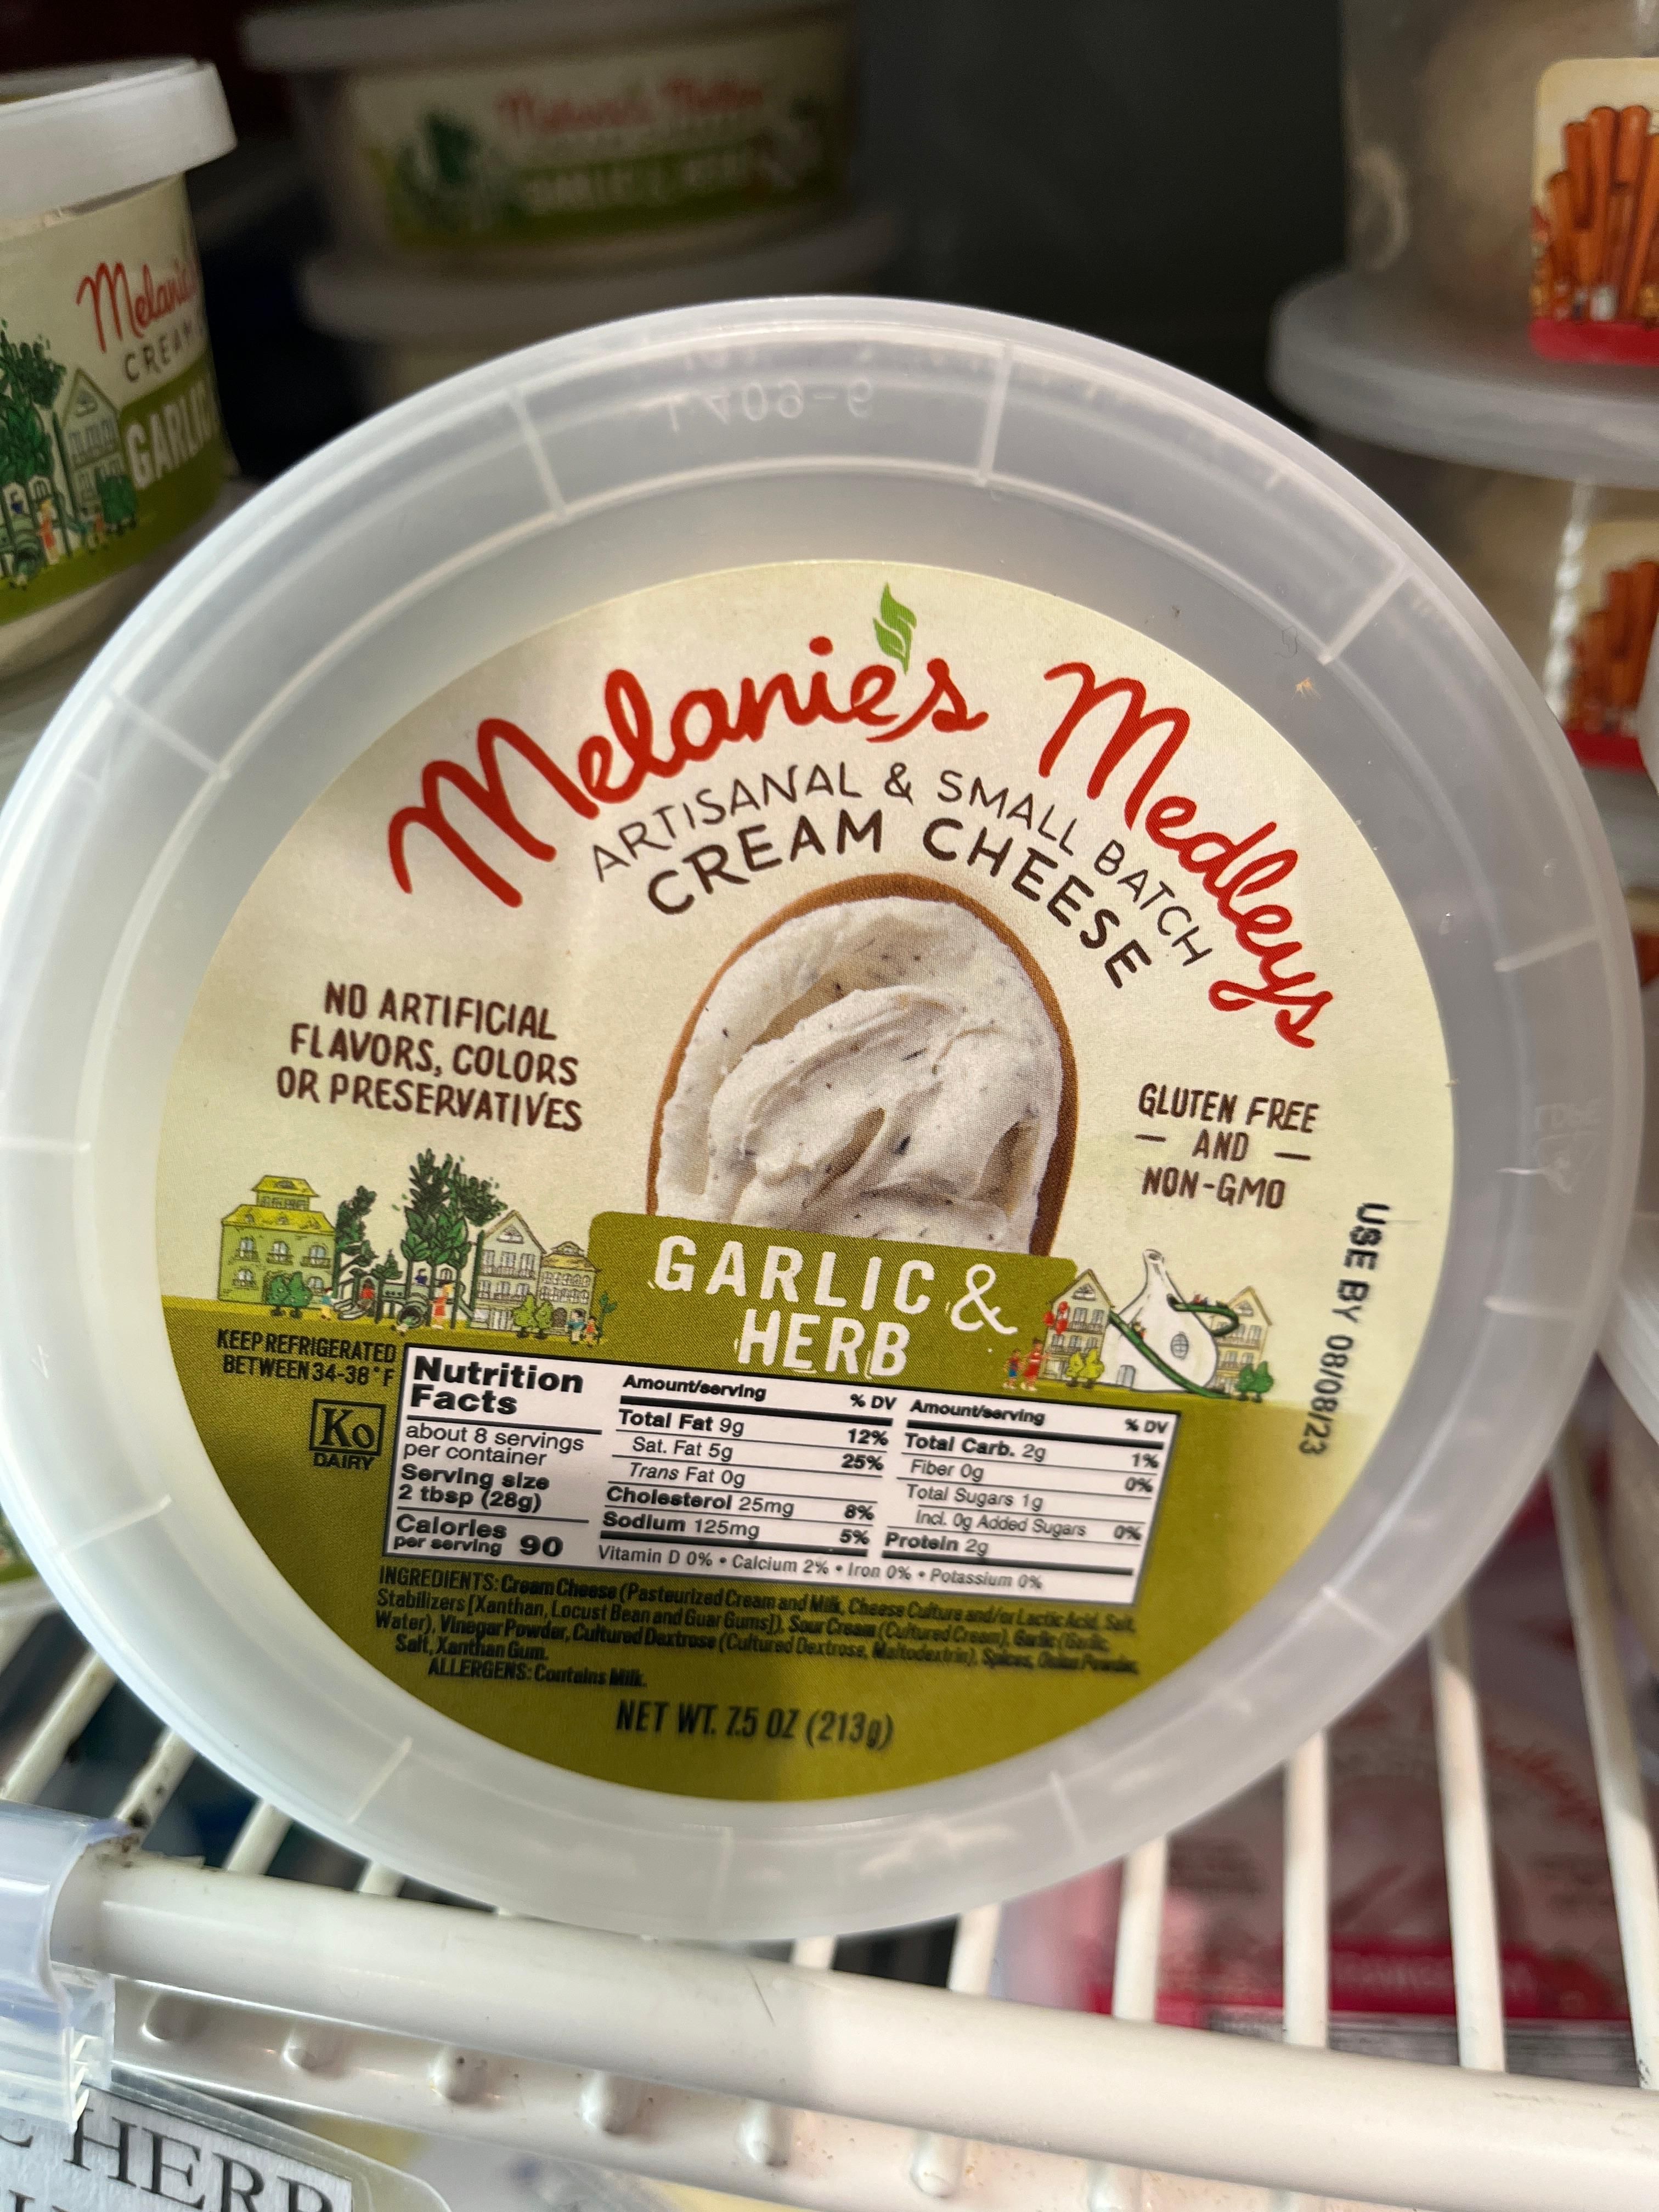 Melanie's Medleys
ARTISANAL & SMALL BATCH
CREAM CHEESE
NO ARTIFICIAL
FLAVORS, COLORS
OR PRESERVATIVES
GLUTEN FREE
— AND —
NON-GMO
GARLIC &
HERB
USE BY 08/08/23
KEEP REFRIGERATED
BETWEEN 34-38°F
KO
DAIRY
Nutrition
Facts
about 8 servings
per container
Serving size
2 tbsp (28g)
Calories
per serving 90
Amount/serving % DV
Total Fat 9g 12%
Sat. Fat 5g 25%
Trans Fat 0g
Cholesterol 25mg 8%
Sodium 125mg 5%
Amount/serving % DV
Total Carb. 2g 1%
Fiber 0g 0%
Total Sugars 1g
Incl. 0g Added Sugars 0%
Protein 2g
Vitamin D 0% • Calcium 2% • Iron 0% • Potassium 0%
INGREDIENTS: Cream Cheese (Pasteurized Cream and Milk, Cheese Culture and/or Lactic Acid, Salt,
Stabilizers [Xanthan, Locust Bean and Guar Gums]), Sour Cream (Cultured Cream), Garlic (Garlic,
Water), Vinegar Powder, Cultured Dextrose (Cultured Dextrose, Maltodextrin), Spices, Onion Powder,
Salt, Xanthan Gum.
ALLERGENS: Contains Milk.
NET WT. 7.5 OZ (213g)
Melanie
CREAM
GARLIC
HERB